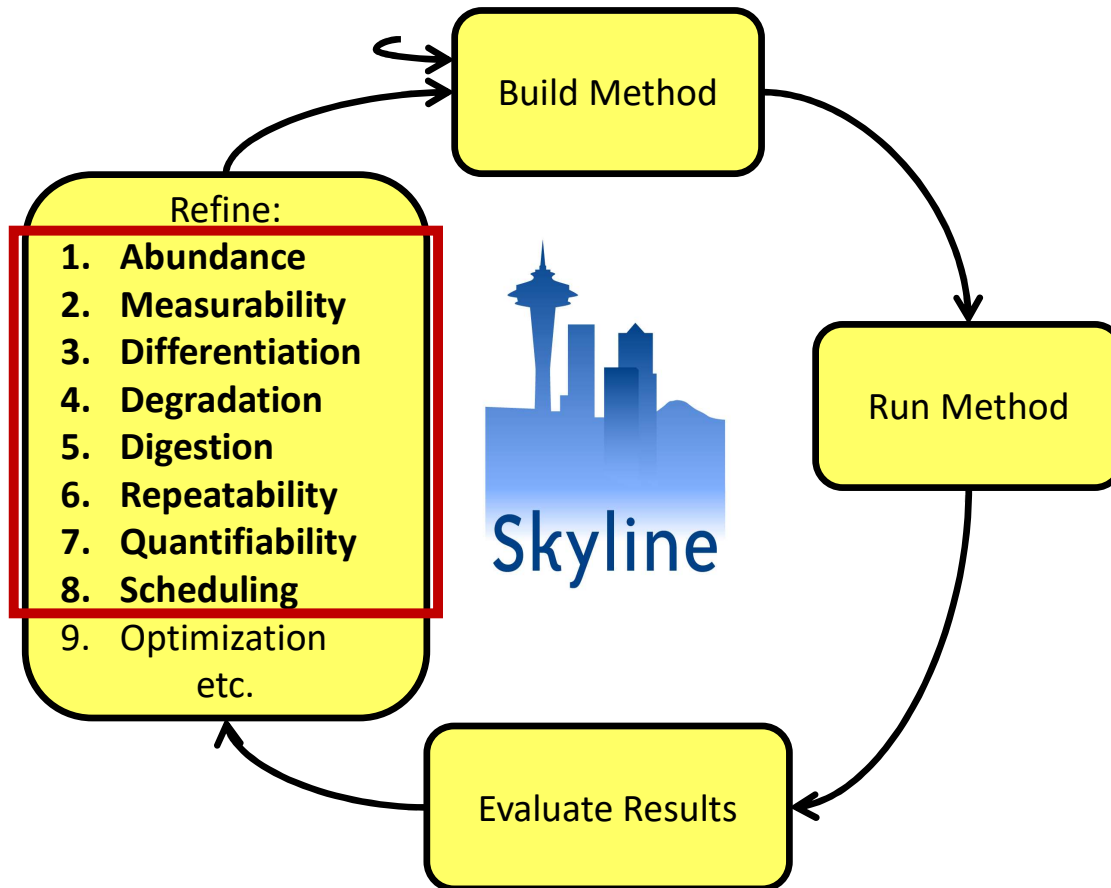 Build Method
Refine:
1. Abundance
2. Measurability
3. Differentiation
4. Degradation
5. Digestion
6. Repeatability
7. Quantifiability
8. Scheduling
9. Optimization
etc.
Skyline
Run Method
Evaluate Results